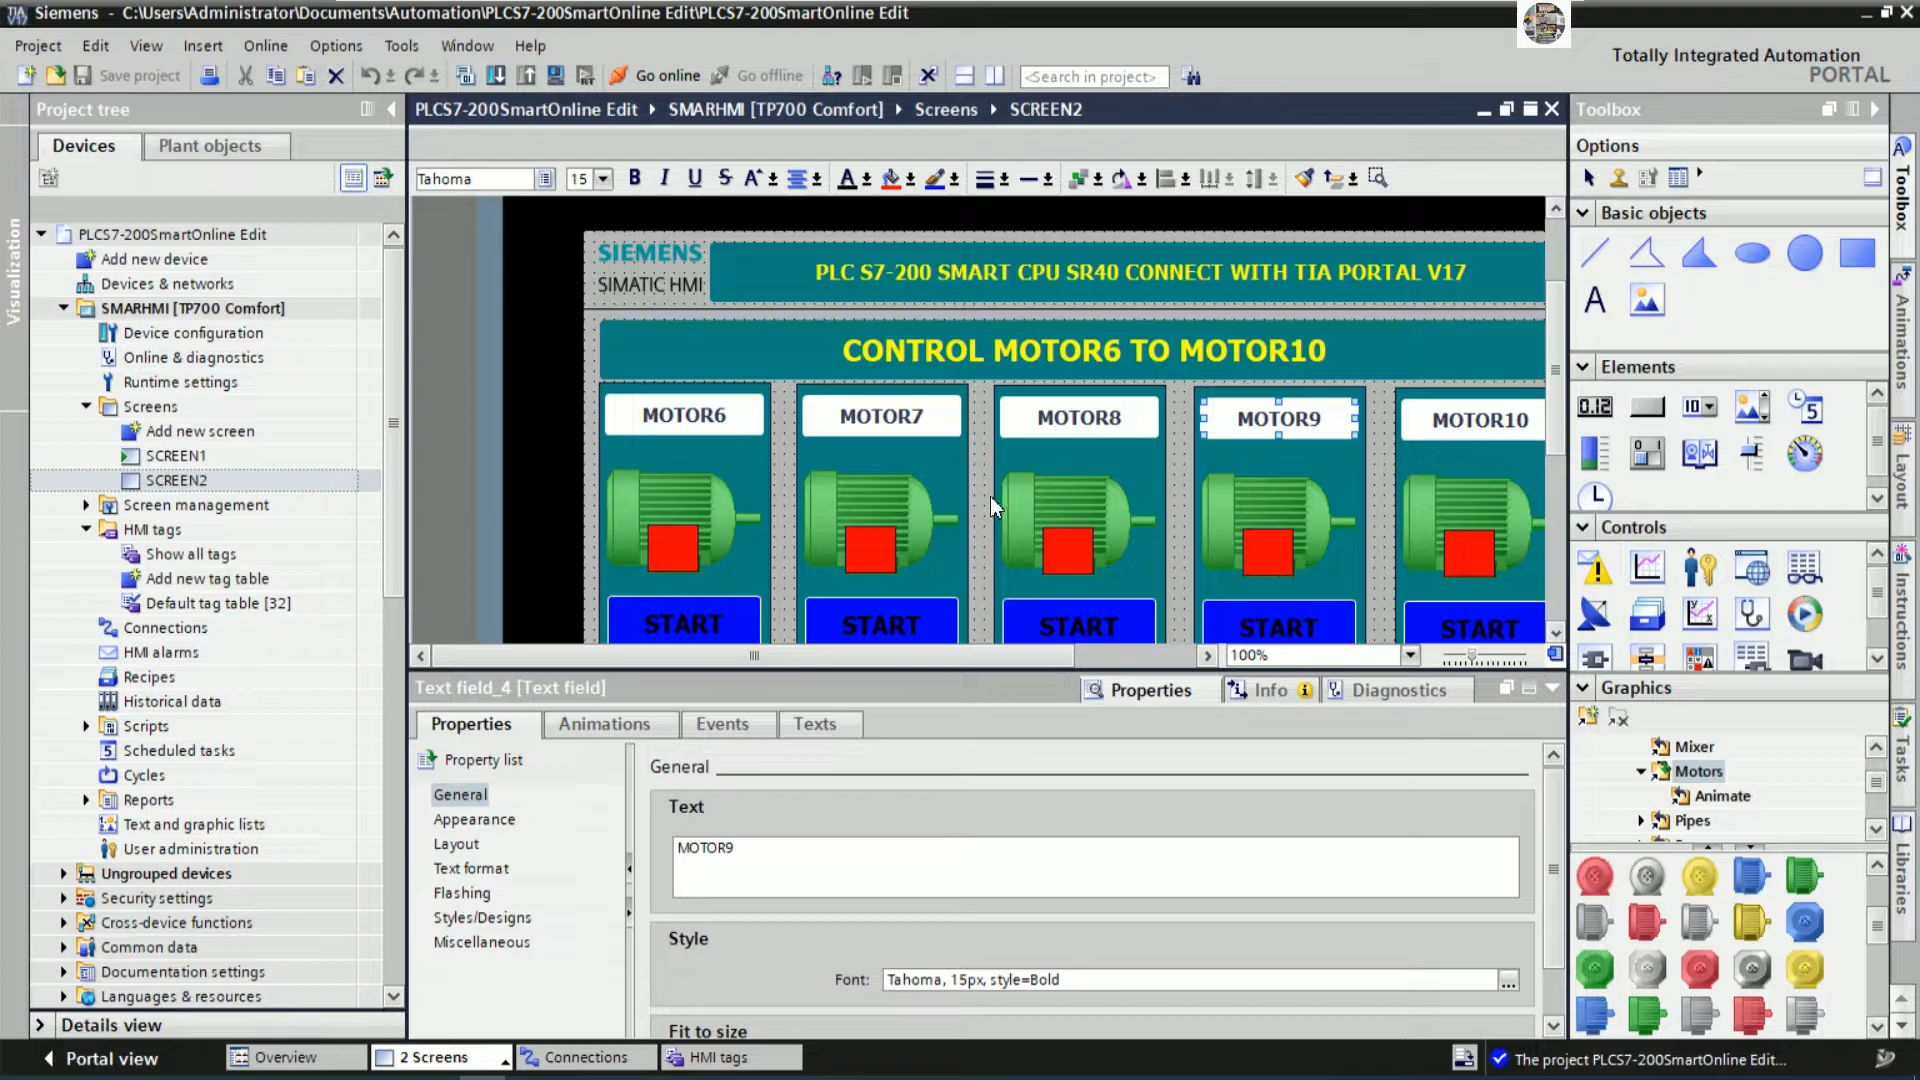 Siemens - C:\Users\Administrator\Documents\Automation\PLCS7-200SmartOnline Edit\PLCS7-200SmartOnline Edit
Project Edit View Insert Online Options Tools Window Help
Totally Integrated Automation
PORTAL
Save project Go online Go offline <Search in project>
Project tree
PLCS7-200SmartOnline Edit SMARHMI [TP700 Comfort] Screens SCREEN2
Toolbox
Devices
Plant objects
Options
Tahoma 15 B I U S A A
Visualization
Basic objects
A
PLCS7-200SmartOnline Edit
Add new device
Devices & networks
SMARHMI [TP700 Comfort]
Device configuration
Online & diagnostics
Runtime settings
Screens
Add new screen
SCREEN1
SCREEN2
Screen management
HMI tags
Show all tags
Add new tag table
Default tag table [32]
Connections
HMI alarms
Recipes
Historical data
Scripts
Scheduled tasks
Cycles
Reports
Text and graphic lists
User administration
Ungrouped devices
Security settings
Cross-device functions
Common data
Documentation settings
Languages & resources
Details view
SIEMENS
SIMATIC HMI
PLC S7-200 SMART CPU SR40 CONNECT WITH TIA PORTAL V17
CONTROL MOTOR6 TO MOTOR10
MOTOR6 MOTOR7 MOTOR8 MOTOR9 MOTOR10
START START START START START
100%
Text field_4 [Text field]
Properties Info Diagnostics
Properties Animations Events Texts
Property list
General
Appearance
Layout
Text format
Flashing
Styles/Designs
Miscellaneous
General
Text
MOTOR9
Style
Font: Tahoma, 15px, style=Bold ...
Fit to size
Elements
0.12 10
Controls
Graphics
Mixer
Motors
Animate
Pipes
Toolbox
Animations
Layout
Instructions
Tasks
Libraries
Portal view Overview 2 Screens Connections HMI tags
The project PLCS7-200SmartOnline Edit...